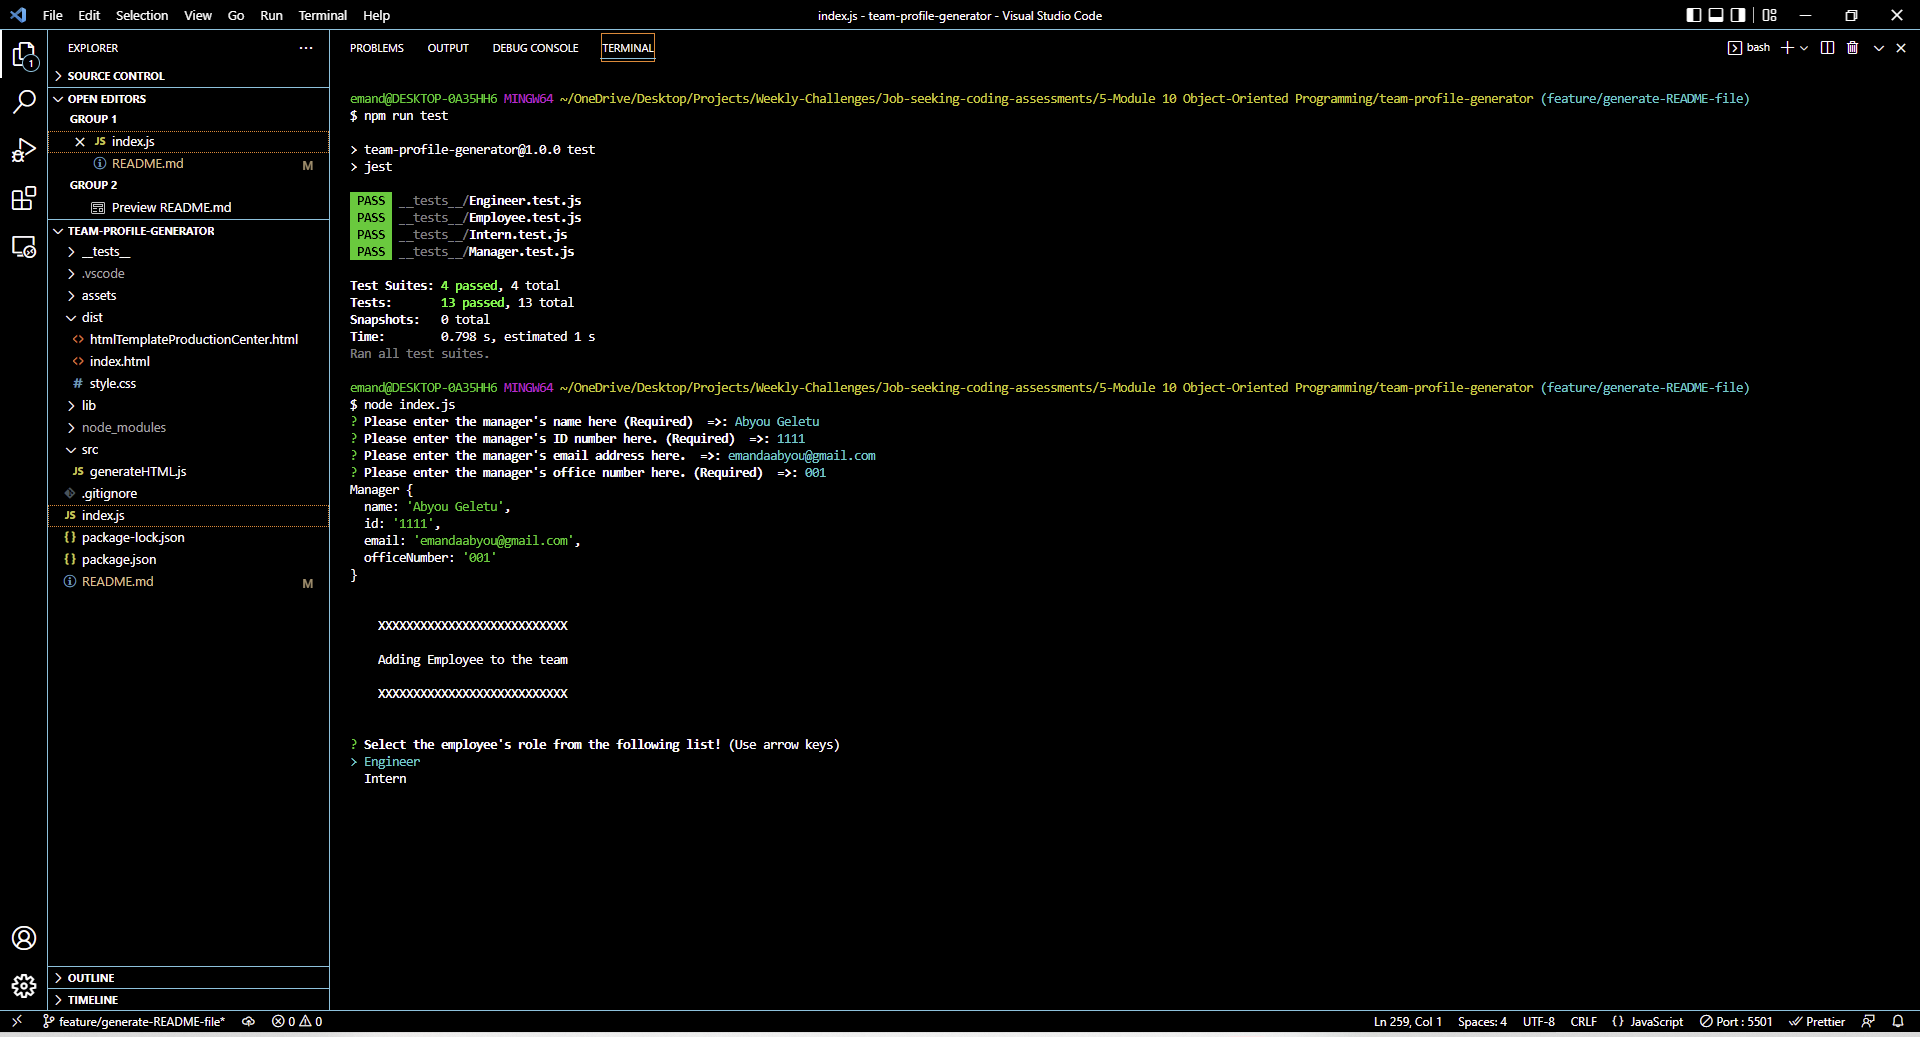 File Edit Selection View Go Run Terminal Help
index.js - team-profile-generator - Visual Studio Code
EXPLORER
SOURCE CONTROL
OPEN EDITORS
GROUP 1
JS index.js
README.md M
GROUP 2
Preview README.md
TEAM-PROFILE-GENERATOR
__tests__
.vscode
assets
dist
<> htmlTemplateProductionCenter.html
<> index.html
# style.css
lib
node_modules
src
JS generateHTML.js
.gitignore
JS index.js
{} package-lock.json
{} package.json
README.md M
OUTLINE
TIMELINE
1
PROBLEMS OUTPUT DEBUG CONSOLE TERMINAL
bash
emand@DESKTOP-0A35HH6 MINGW64 ~/OneDrive/Desktop/Projects/Weekly-Challenges/Job-seeking-coding-assessments/5-Module 10 Object-Oriented Programming/team-profile-generator (feature/generate-README-file)
$ npm run test
> team-profile-generator@1.0.0 test
> jest
PASS __tests__/Engineer.test.js
PASS __tests__/Employee.test.js
PASS __tests__/Intern.test.js
PASS __tests__/Manager.test.js
Test Suites: 4 passed, 4 total
Tests: 13 passed, 13 total
Snapshots: 0 total
Time: 0.798 s, estimated 1 s
Ran all test suites.
emand@DESKTOP-0A35HH6 MINGW64 ~/OneDrive/Desktop/Projects/Weekly-Challenges/Job-seeking-coding-assessments/5-Module 10 Object-Oriented Programming/team-profile-generator (feature/generate-README-file)
$ node index.js
? Please enter the manager's name here (Required) =>: Abyou Geletu
? Please enter the manager's ID number here. (Required) =>: 1111
? Please enter the manager's email address here. =>: emandaabyou@gmail.com
? Please enter the manager's office number here. (Required) =>: 001
Manager {
name: 'Abyou Geletu',
id: '1111',
email: 'emandaabyou@gmail.com',
officeNumber: '001'
}
XXXXXXXXXXXXXXXXXXXXXXXXXXX
Adding Employee to the team
XXXXXXXXXXXXXXXXXXXXXXXXXXX
? Select the employee's role from the following list! (Use arrow keys)
> Engineer
Intern
feature/generate-README-file* 0 0
Ln 259, Col 1 Spaces: 4 UTF-8 CRLF {} JavaScript Port : 5501 Prettier